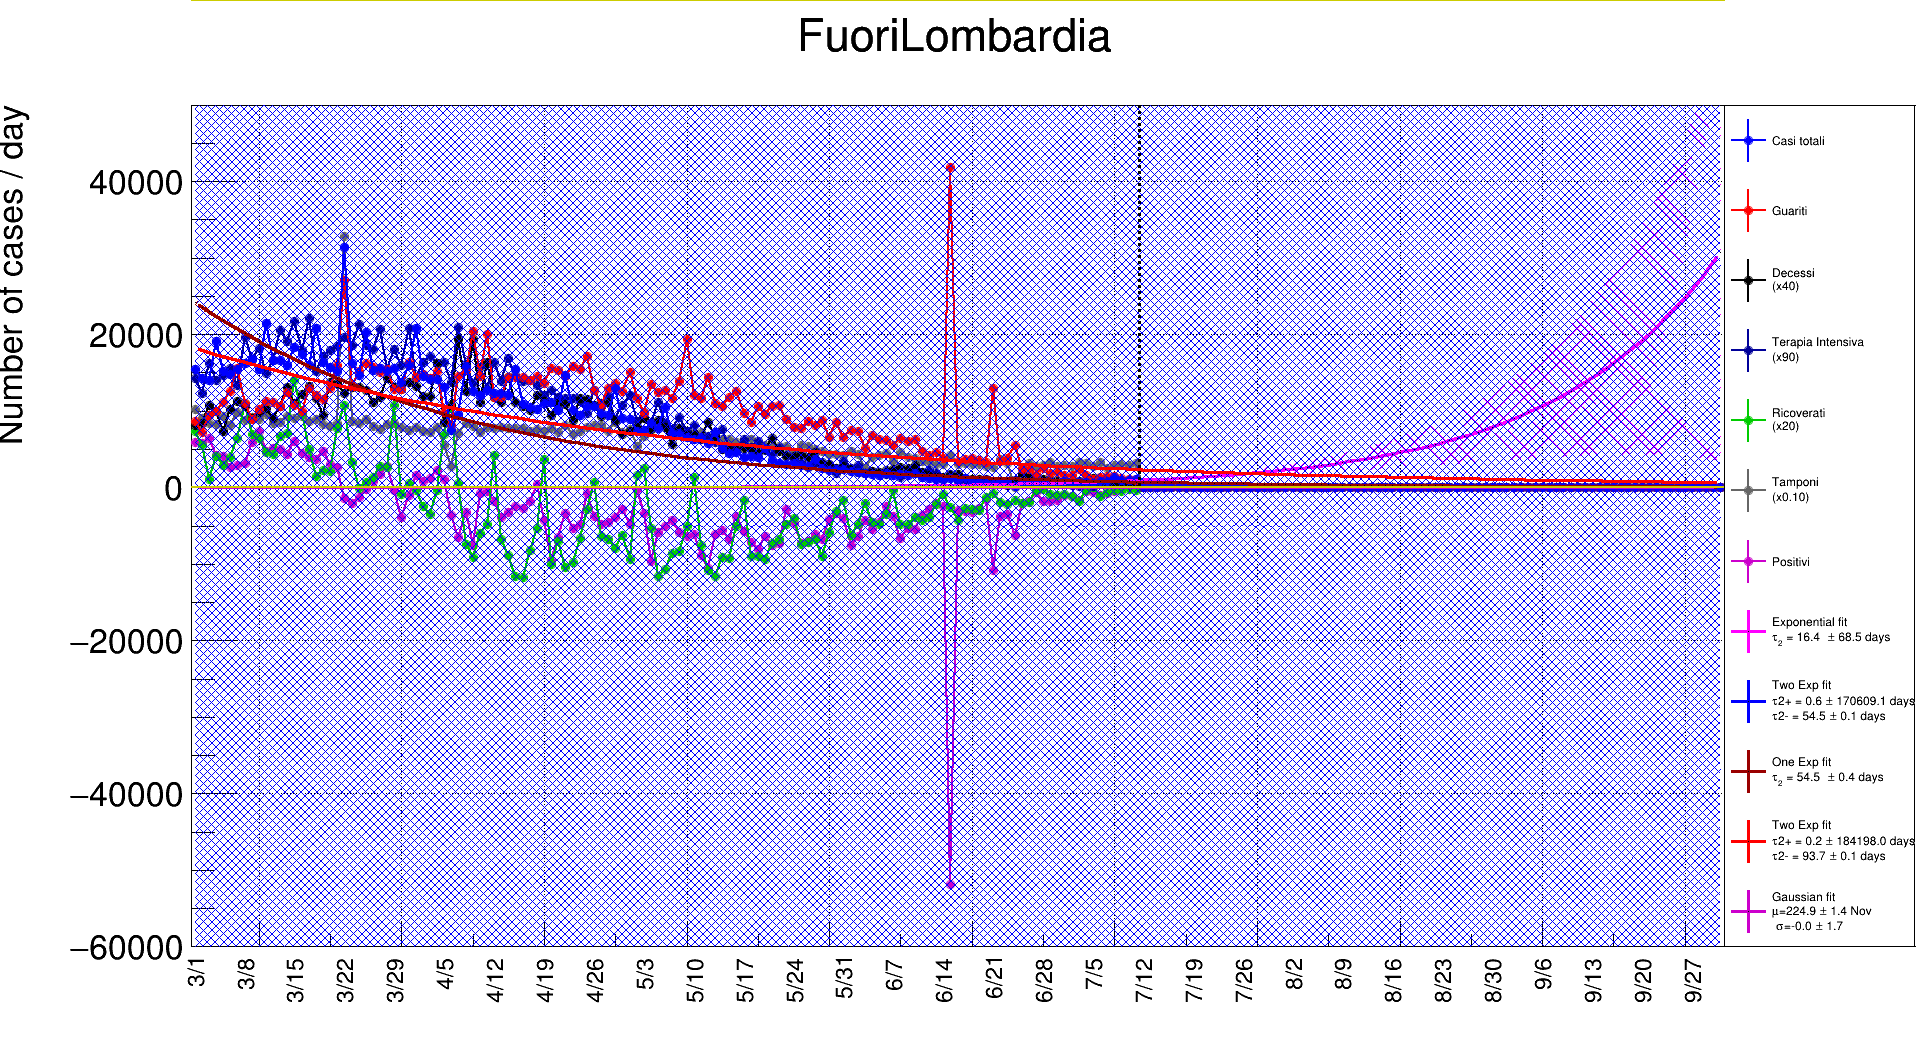 FuoriLombardia
Number of cases / day
40000
20000
0
−20000
−40000
−60000
3/1
3/8
3/15
3/22
3/29
4/5
4/12
4/19
4/26
5/3
5/10
5/17
5/24
5/31
6/7
6/14
6/21
6/28
7/5
7/12
7/19
7/26
8/2
8/9
8/16
8/23
8/30
9/6
9/13
9/20
9/27
Casi totali
Guariti
Decessi
(x40)
Terapia Intensiva
(x90)
Ricoverati
(x20)
Tamponi
(x0.10)
Positivi
Exponential fit
τ2 = 16.4 ± 68.5 days
Two Exp fit
τ2+ = 0.6 ± 170609.1 days
τ2- = 54.5 ± 0.1 days
One Exp fit
τ2 = 54.5 ± 0.4 days
Two Exp fit
τ2+ = 0.2 ± 184198.0 days
τ2- = 93.7 ± 0.1 days
Gaussian fit
μ=224.9 ± 1.4 Nov
σ=-0.0 ± 1.7